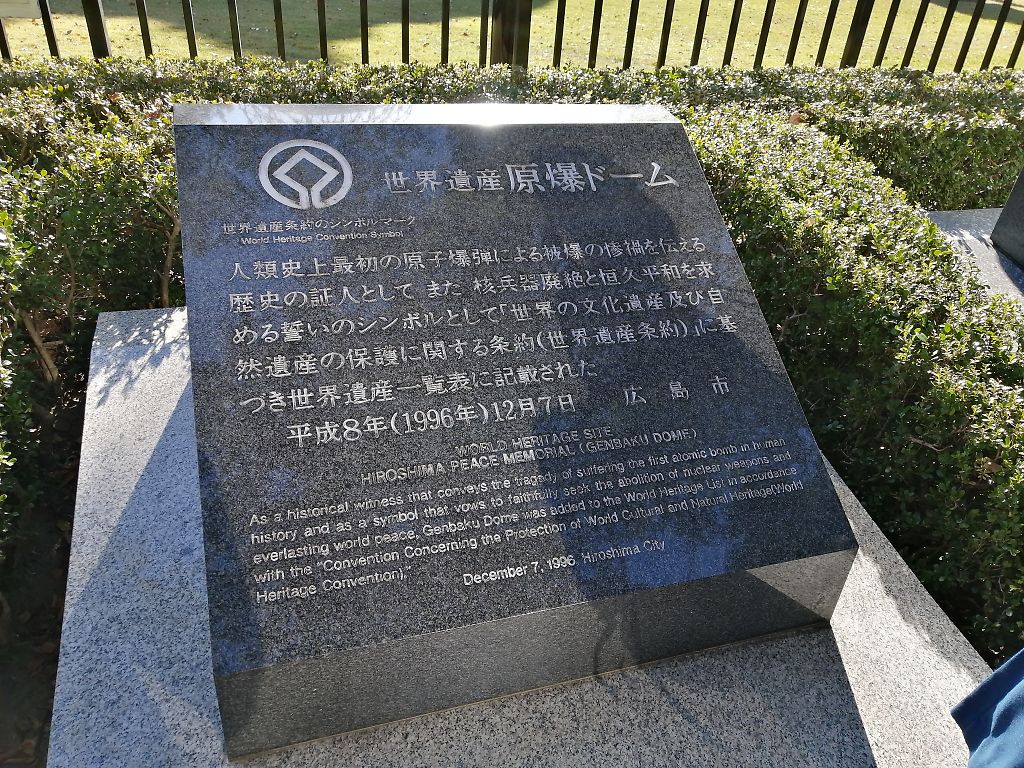 世界遺産 原爆ドーム
世界遺産条約のシンボルマーク
World Heritage Convention Symbol
人類史上最初の原子爆弾による被爆の惨禍を伝える
歴史の証人として また 核兵器廃絶と恒久平和を求
める誓いのシンボルとして「世界の文化遺産及び自
然遺産の保護に関する条約(世界遺産条約)」に基
づき世界遺産一覧表に記載された
平成8年(1996年)12月7日 広島市
WORLD HERITAGE SITE
HIROSHIMA PEACE MEMORIAL (GENBAKU DOME)
As a historical witness that conveys the tragedy of suffering the first atomic bomb in human
history and as a symbol that vows to faithfully seek the abolition of nuclear weapons and
everlasting world peace, Genbaku Dome was added to the World Heritage List in accordance
with the "Convention Concerning the Protection of World Cultural and Natural Heritage(World
Heritage Convention)."
December 7, 1996 Hiroshima City